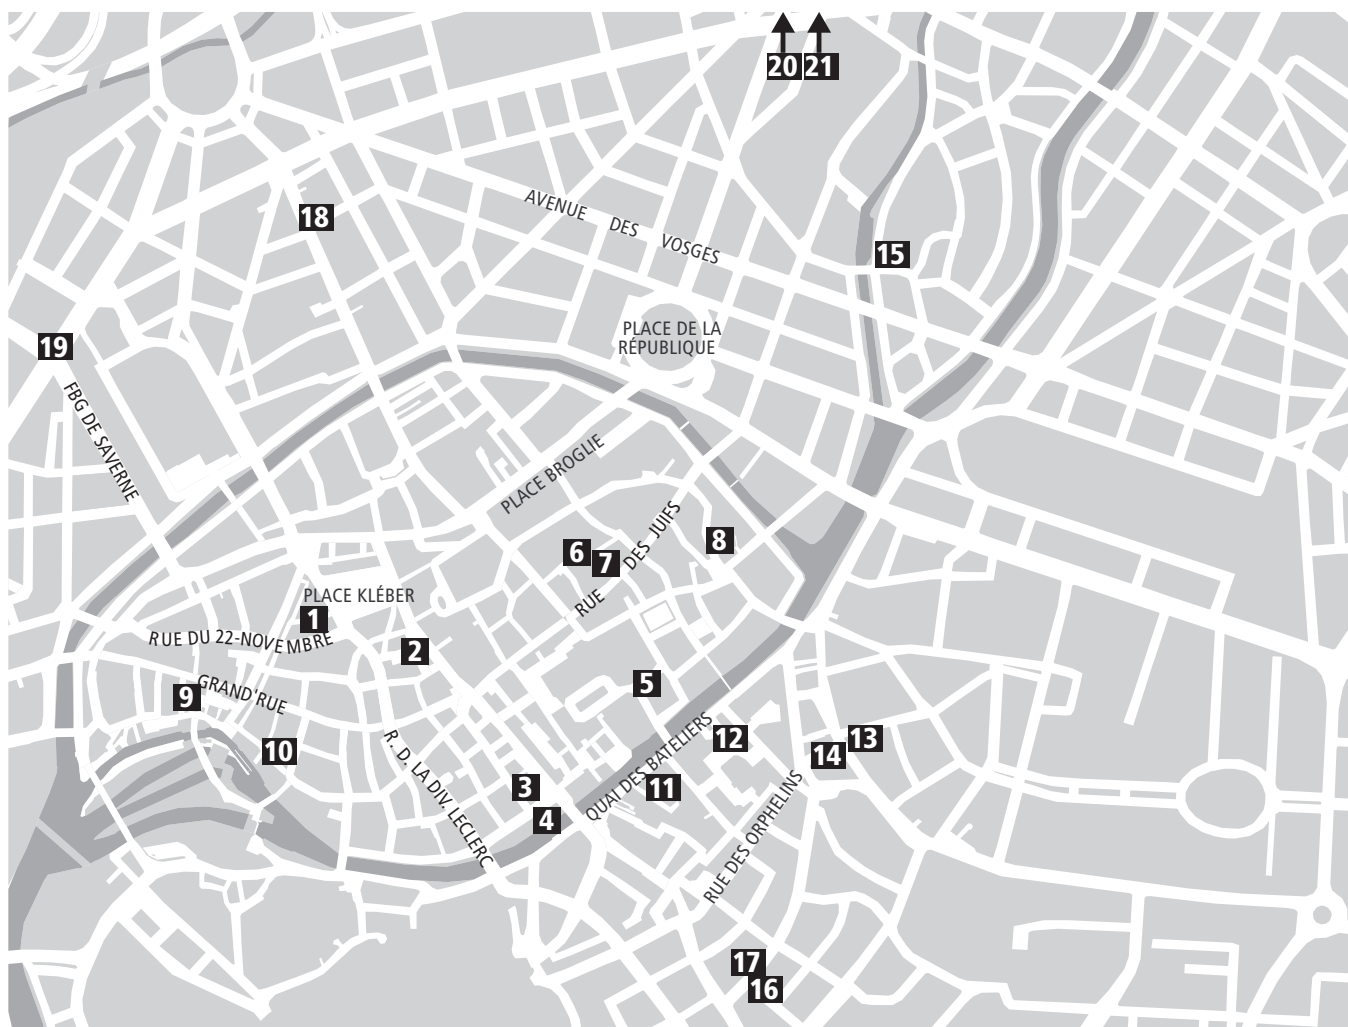 20 21
AVENUE DES VOSGES
18
15
PLACE DE LA
RÉPUBLIQUE
19
FBG DE SAVERNE
PLACE BROGLIE
RUE DES JUIFS
6
7
8
PLACE KLÉBER
1
RUE DU 22-NOVEMBRE
2
9
GRAND'RUE
5
10
R. D. LA DIV. LECLERC
QUAI DES BATELIERS
12
13
14
3
11
4
RUE DES ORPHELINS
17
16